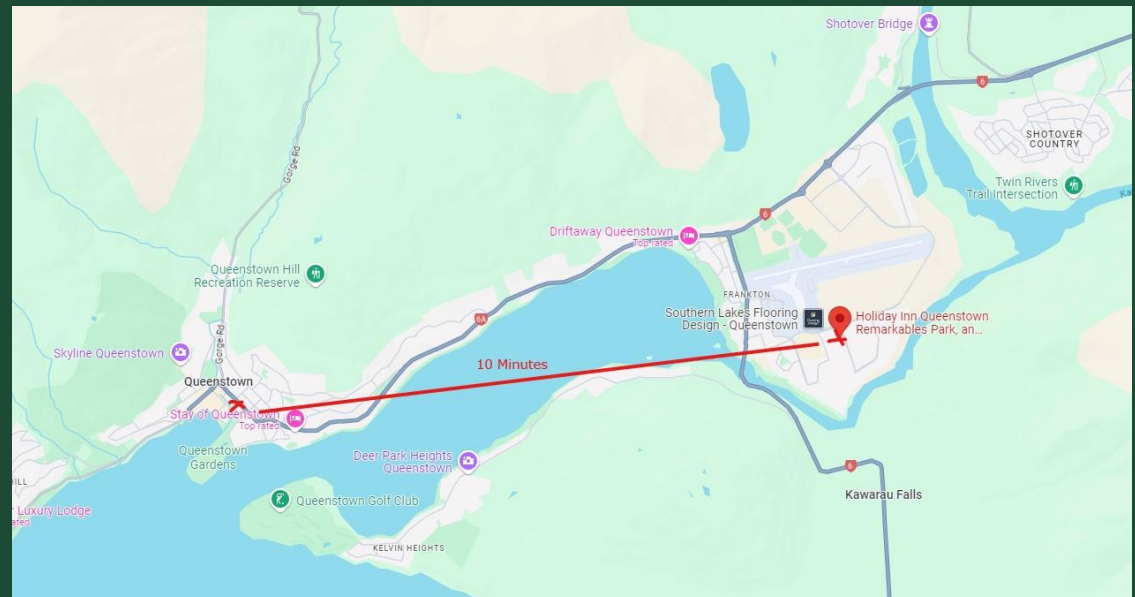 Shotover Bridge
6
SHOTOVER
COUNTRY
Twin Rivers
Trail Intersection
Gorge Rd
6
Driftaway Queenstown
Top rated
Queenstown Hill
Recreation Reserve
FRANKTON
6A
Southern Lakes Flooring
Design - Queenstown
Holiday Inn Queenstown
Remarkables Park, an...
Gorge Rd
Skyline Queenstown
10 Minutes
Queenstown
Stay of Queenstown
Top rated
Queenstown
Gardens
Deer Park Heights
Queenstown
6
Kawarau Falls
HILL
Queenstown Golf Club
Luxury Lodge
ated
KELVIN HEIGHTS